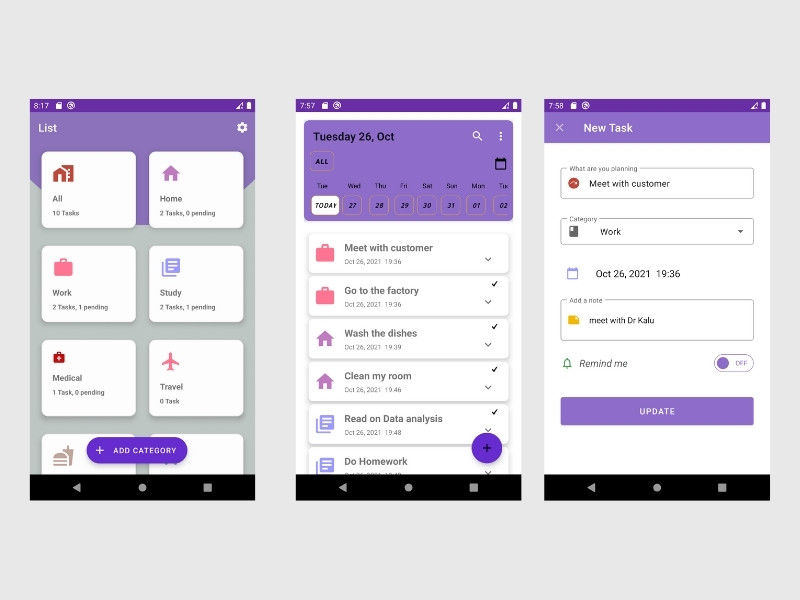 8:17
List
All
10 Tasks
Home
2 Tasks, 0 pending
Work
2 Tasks, 1 pending
Study
2 Tasks, 1 pending
Medical
1 Task, 0 pending
Travel
0 Task
+ ADD CATEGORY
7:57
Tuesday 26, Oct
ALL
Tue Wed Thu Fri Sat Sun Mon Tu
TODAY 27 28 29 30 31 01 02
Meet with customer
Oct 26, 2021 19:36
Go to the factory
Oct 26, 2021 19:36
Wash the dishes
Oct 26, 2021 19:39
Clean my room
Oct 26, 2021 19:46
Read on Data analysis
Oct 26, 2021 19:48
Do Homework
7:58
New Task
What are you planning
Meet with customer
Category
Work
Oct 26, 2021 19:36
Add a note
meet with Dr Kalu
Remind me
OFF
UPDATE